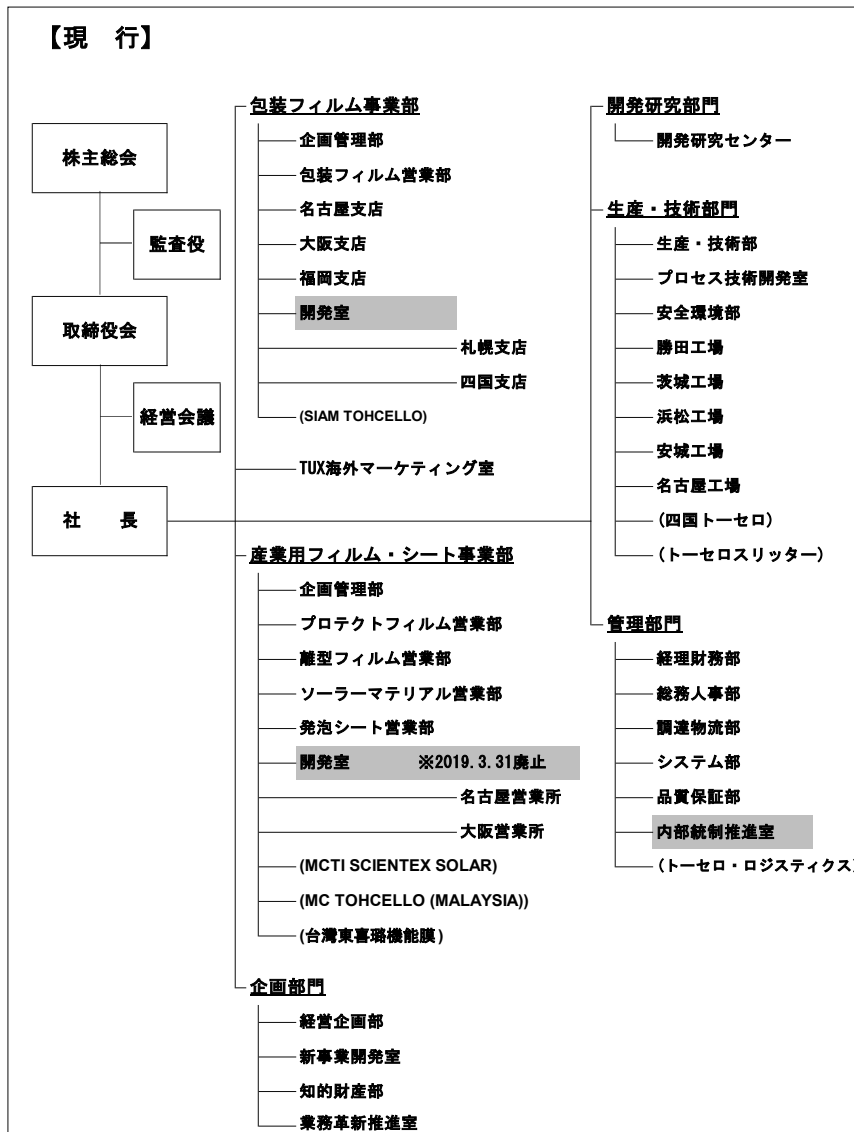 【現　行】
株主総会
監査役
取締役会
経営会議
社　長
包装フィルム事業部
企画管理部
包装フィルム営業部
名古屋支店
大阪支店
福岡支店
開発室
札幌支店
四国支店
(SIAM TOHCELLO)
TUX海外マーケティング室
産業用フィルム・シート事業部
企画管理部
プロテクトフィルム営業部
離型フィルム営業部
ソーラーマテリアル営業部
発泡シート営業部
開発室　※2019.3.31廃止
名古屋営業所
大阪営業所
(MCTI SCIENTEX SOLAR)
(MC TOHCELLO (MALAYSIA))
(台灣東喜璐機能膜)
企画部門
経営企画部
新事業開発室
知的財産部
業務革新推進室
開発研究部門
開発研究センター
生産・技術部門
生産・技術部
プロセス技術開発室
安全環境部
勝田工場
茨城工場
浜松工場
安城工場
名古屋工場
(四国トーセロ)
(トーセロスリッター)
管理部門
経理財務部
総務人事部
調達物流部
システム部
品質保証部
内部統制推進室
(トーセロ・ロジスティクス)